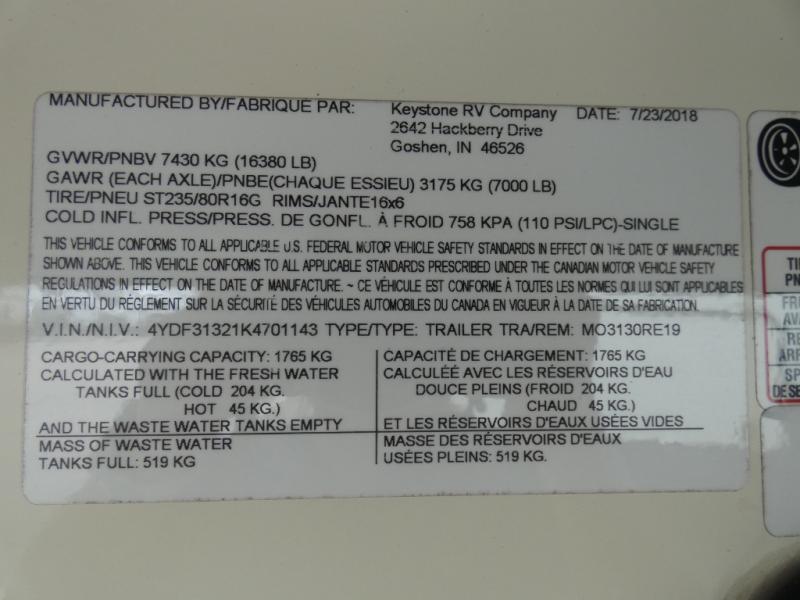 MANUFACTURED BY/FABRIQUE PAR: Keystone RV Company DATE: 7/23/2018
2642 Hackberry Drive
Goshen, IN 46526
GVWR/PNBV 7430 KG (16380 LB)
GAWR (EACH AXLE)/PNBE(CHAQUE ESSIEU) 3175 KG (7000 LB)
TIRE/PNEU ST235/80R16G RIMS/JANTE16x6
COLD INFL. PRESS/PRESS. DE GONFL. À FROID 758 KPA (110 PSI/LPC)-SINGLE
THIS VEHICLE CONFORMS TO ALL APPLICABLE U.S. FEDERAL MOTOR VEHICLE SAFETY STANDARDS IN EFFECT ON THE DATE OF MANUFACTURE
SHOWN ABOVE. THIS VEHICLE CONFORMS TO ALL APPLICABLE STANDARDS PRESCRIBED UNDER THE CANADIAN MOTOR VEHICLE SAFETY
REGULATIONS IN EFFECT ON THE DATE OF MANUFACTURE. ~ CE VÉHICULE EST CONFORME À TOUTES LES NORMES QUI LUI SONT APPLICABLES
EN VERTU DU RÉGLEMENT SUR LA SÉCURITÉ DES VÉHICULES AUTOMOBILES DU CANADA EN VIGUEUR À LA DATE DE SA FABRICATION.
V.I.N./N.I.V.: 4YDF31321K4701143 TYPE/TYPE: TRAILER TRA/REM: MO3130RE19
CARGO-CARRYING CAPACITY: 1765 KG
CALCULATED WITH THE FRESH WATER
TANKS FULL (COLD 204 KG.
HOT 45 KG.)
AND THE WASTE WATER TANKS EMPTY
MASS OF WASTE WATER
TANKS FULL: 519 KG
CAPACITÉ DE CHARGEMENT: 1765 KG
CALCULÉE AVEC LES RÉSERVOIRS D'EAU
DOUCE PLEINS (FROID 204 KG.
CHAUD 45 KG.)
ET LES RÉSERVOIRS D'EAUX USÉES VIDES
MASSE DES RÉSERVOIRS D'EAUX
USÉES PLEINS: 519 KG.